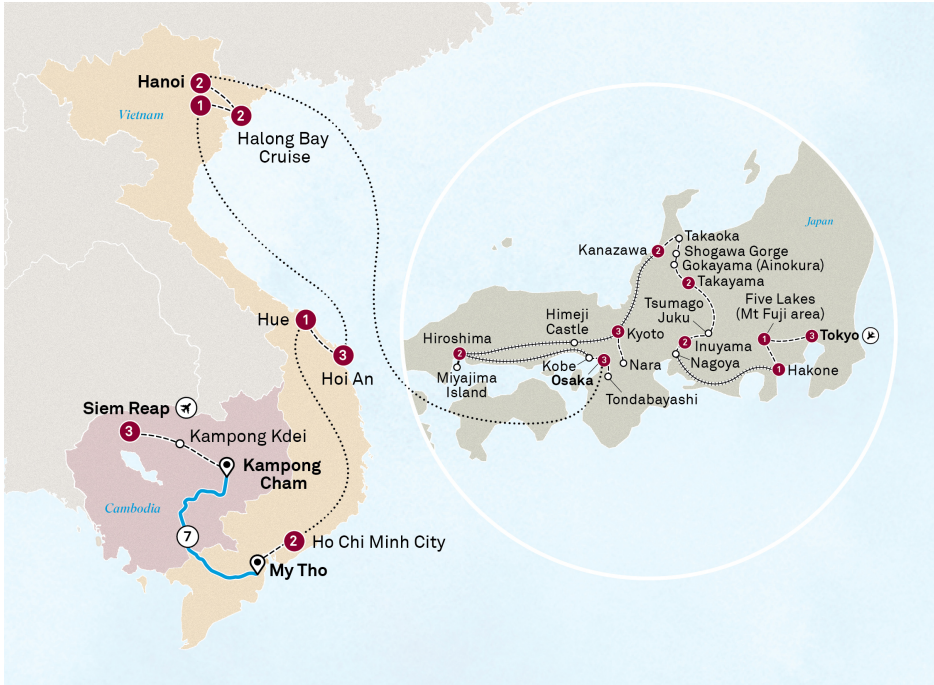 Hanoi
2
1
2
Vietnam
Halong Bay
Cruise
Hue
1
3
Hoi An
Siem Reap
3
Kampong Kdei
Kampong
Cham
Cambodia
7
2
Ho Chi Minh City
My Tho
Japan
Kanazawa
2
Takaoka
Shogawa Gorge
Gokayama (Ainokura)
2
Takayama
Tsumago
Juku
Five Lakes
(Mt Fuji area)
1
3
Tokyo
Himeji
Castle
Hiroshima
2
3
Kyoto
2
Inuyama
Nagoya
Miyajima
Island
Kobe
Osaka
3
Nara
1
Hakone
Tondabayashi